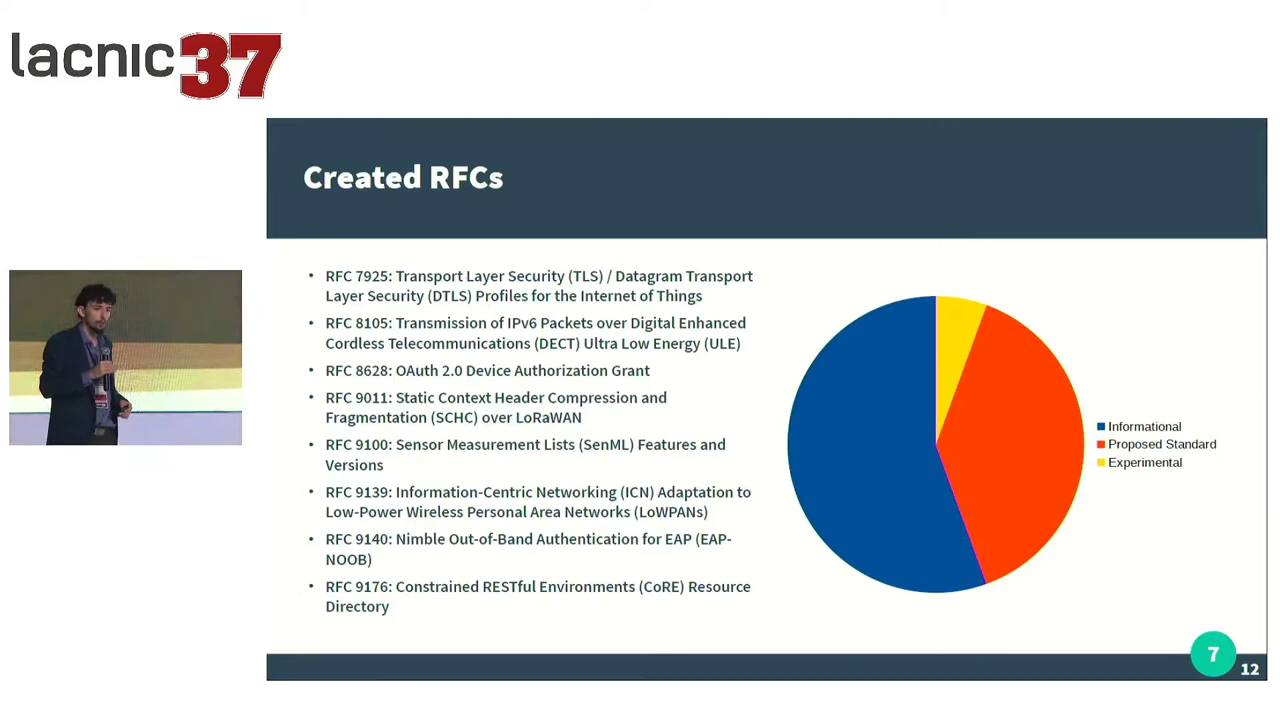 lacnic 37
Created RFCs
• RFC 7925: Transport Layer Security (TLS) / Datagram Transport
Layer Security (DTLS) Profiles for the Internet of Things
• RFC 8105: Transmission of IPv6 Packets over Digital Enhanced
Cordless Telecommunications (DECT) Ultra Low Energy (ULE)
• RFC 8628: OAuth 2.0 Device Authorization Grant
• RFC 9011: Static Context Header Compression and
Fragmentation (SCHC) over LoRaWAN
• RFC 9100: Sensor Measurement Lists (SenML) Features and
Versions
• RFC 9139: Information-Centric Networking (ICN) Adaptation to
Low-Power Wireless Personal Area Networks (LoWPANs)
• RFC 9140: Nimble Out-of-Band Authentication for EAP (EAP-
NOOB)
• RFC 9176: Constrained RESTful Environments (CoRE) Resource
Directory
Informational
Proposed Standard
Experimental
7
12